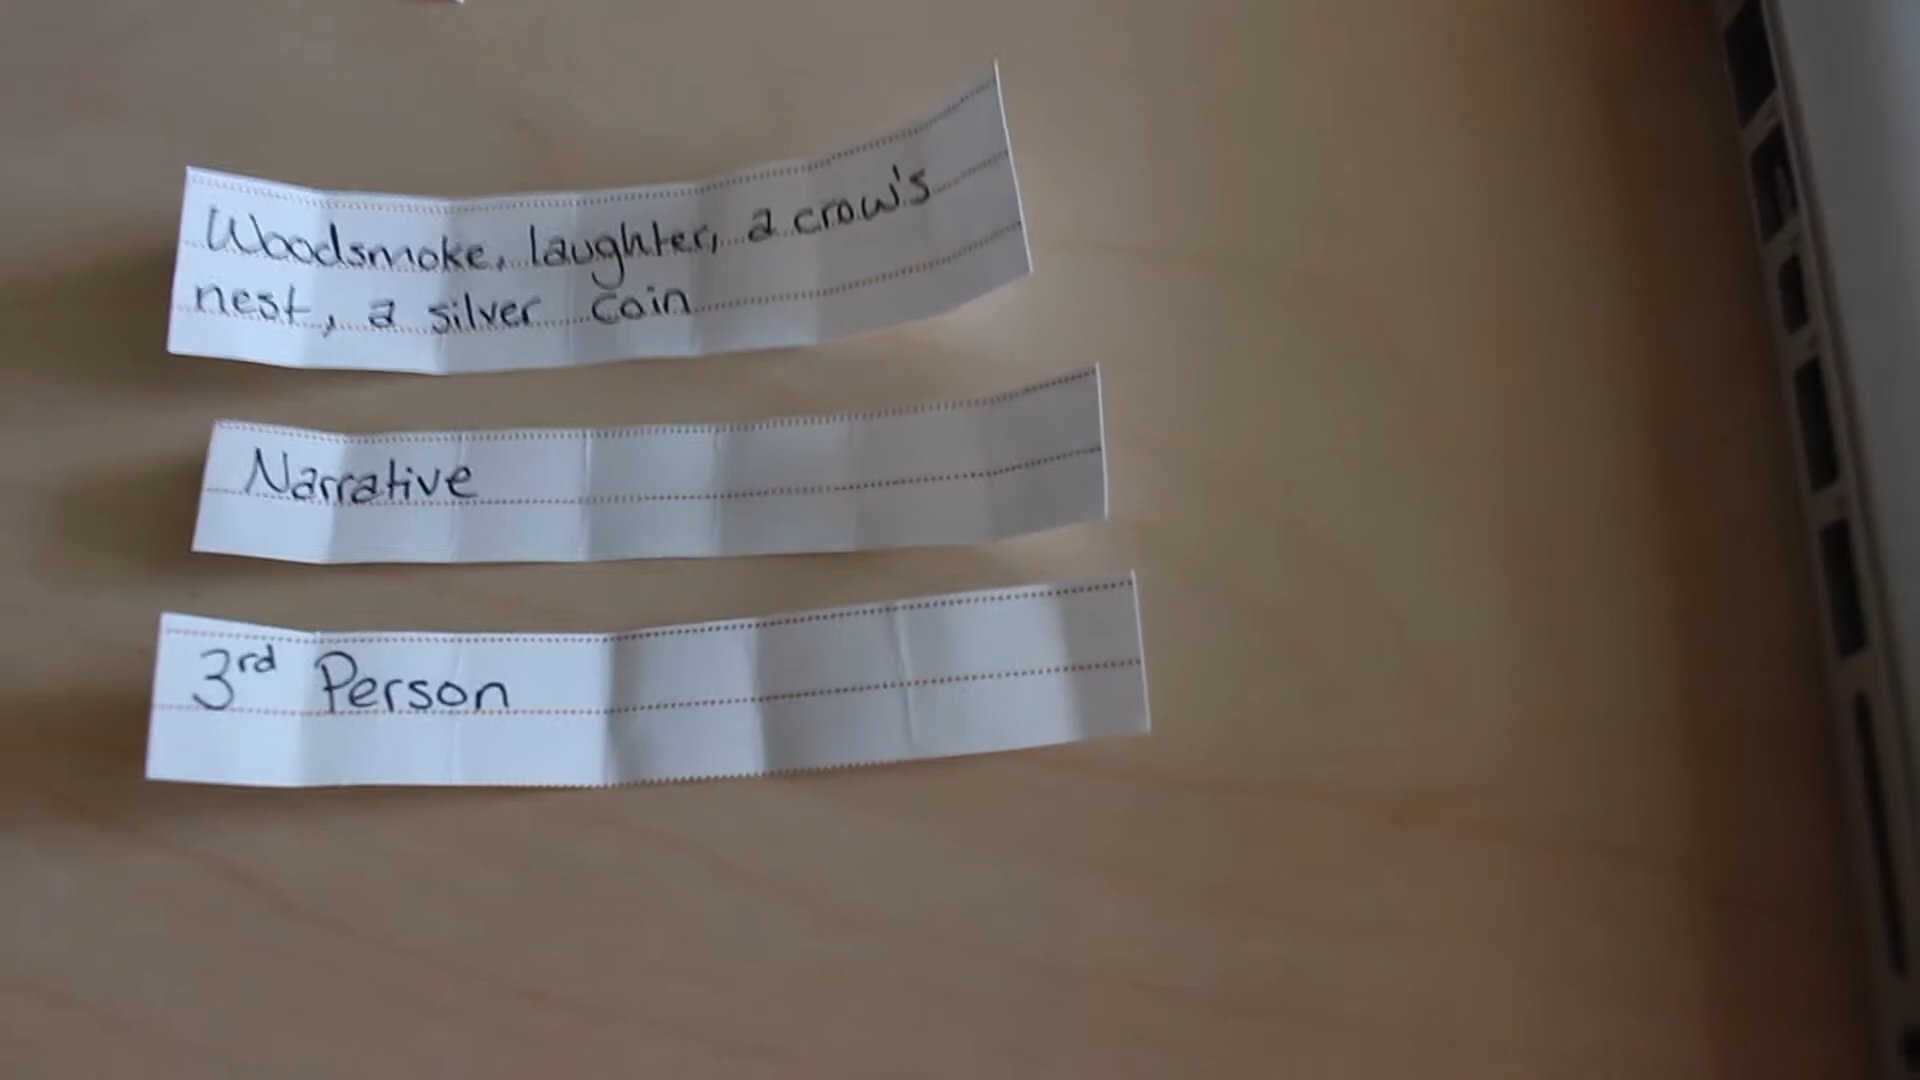 Woodsmoke, laughter, a crow's
nest, a silver coin
Narrative
3rd Person